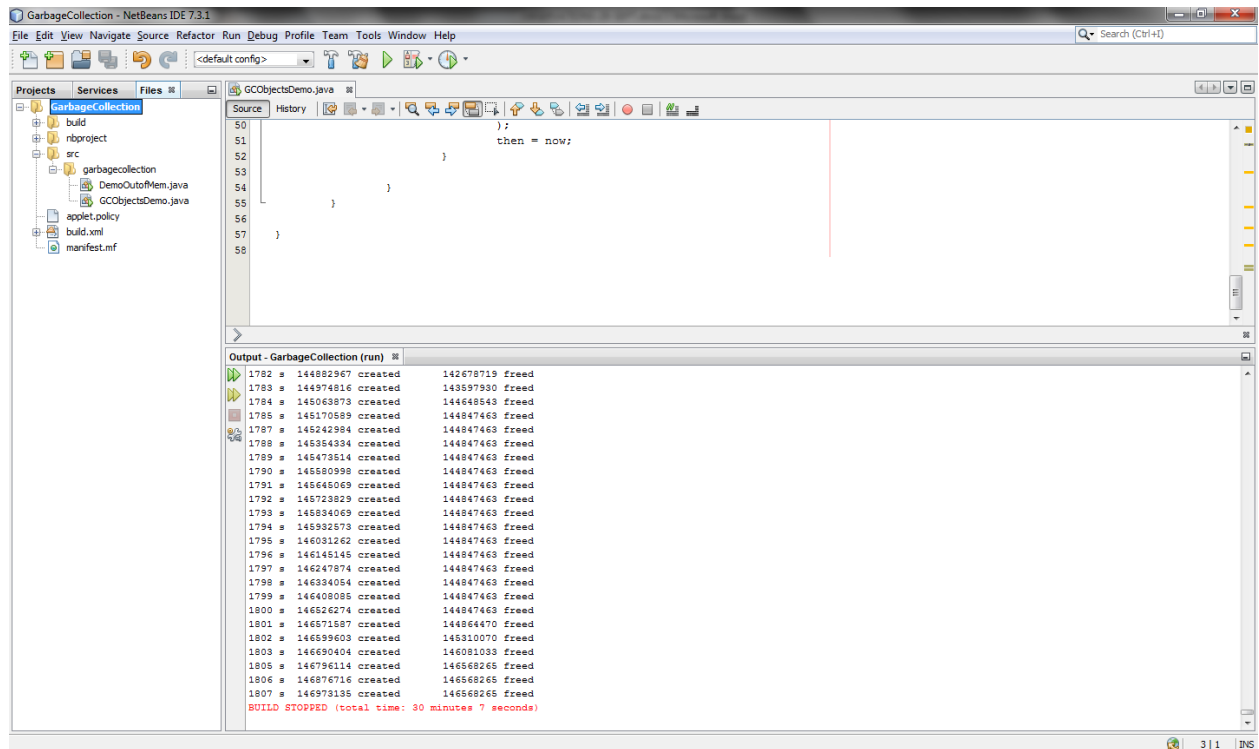 GarbageCollection - NetBeans IDE 7.3.1
File Edit View Navigate Source Refactor Run Debug Profile Team Tools Window Help
Search (Ctrl+I)
<default config>
Projects Services Files
GCObjectsDemo.java
GarbageCollection
build
nbproject
src
garbagecollection
DemoOutofMem.java
GCObjectsDemo.java
applet.policy
build.xml
manifest.mf
Source History
50 );
51 then = now;
52 }
53
54 }
55 }
56
57 }
58
Output - GarbageCollection (run)
1782 s 144882967 created 142678719 freed
1783 s 144974816 created 143597930 freed
1784 s 145063873 created 144648543 freed
1785 s 145170589 created 144847463 freed
1787 s 145242984 created 144847463 freed
1788 s 145354334 created 144847463 freed
1789 s 145473514 created 144847463 freed
1790 s 145580998 created 144847463 freed
1791 s 145645069 created 144847463 freed
1792 s 145723829 created 144847463 freed
1793 s 145834069 created 144847463 freed
1794 s 145932573 created 144847463 freed
1795 s 146031262 created 144847463 freed
1796 s 146145145 created 144847463 freed
1797 s 146247874 created 144847463 freed
1798 s 146334054 created 144847463 freed
1799 s 146408085 created 144847463 freed
1800 s 146526274 created 144847463 freed
1801 s 146571587 created 144864470 freed
1802 s 146599603 created 145310070 freed
1803 s 146690404 created 146081033 freed
1805 s 146796114 created 146568265 freed
1806 s 146876716 created 146568265 freed
1807 s 146973135 created 146568265 freed
BUILD STOPPED (total time: 30 minutes 7 seconds)
3 | 1 INS